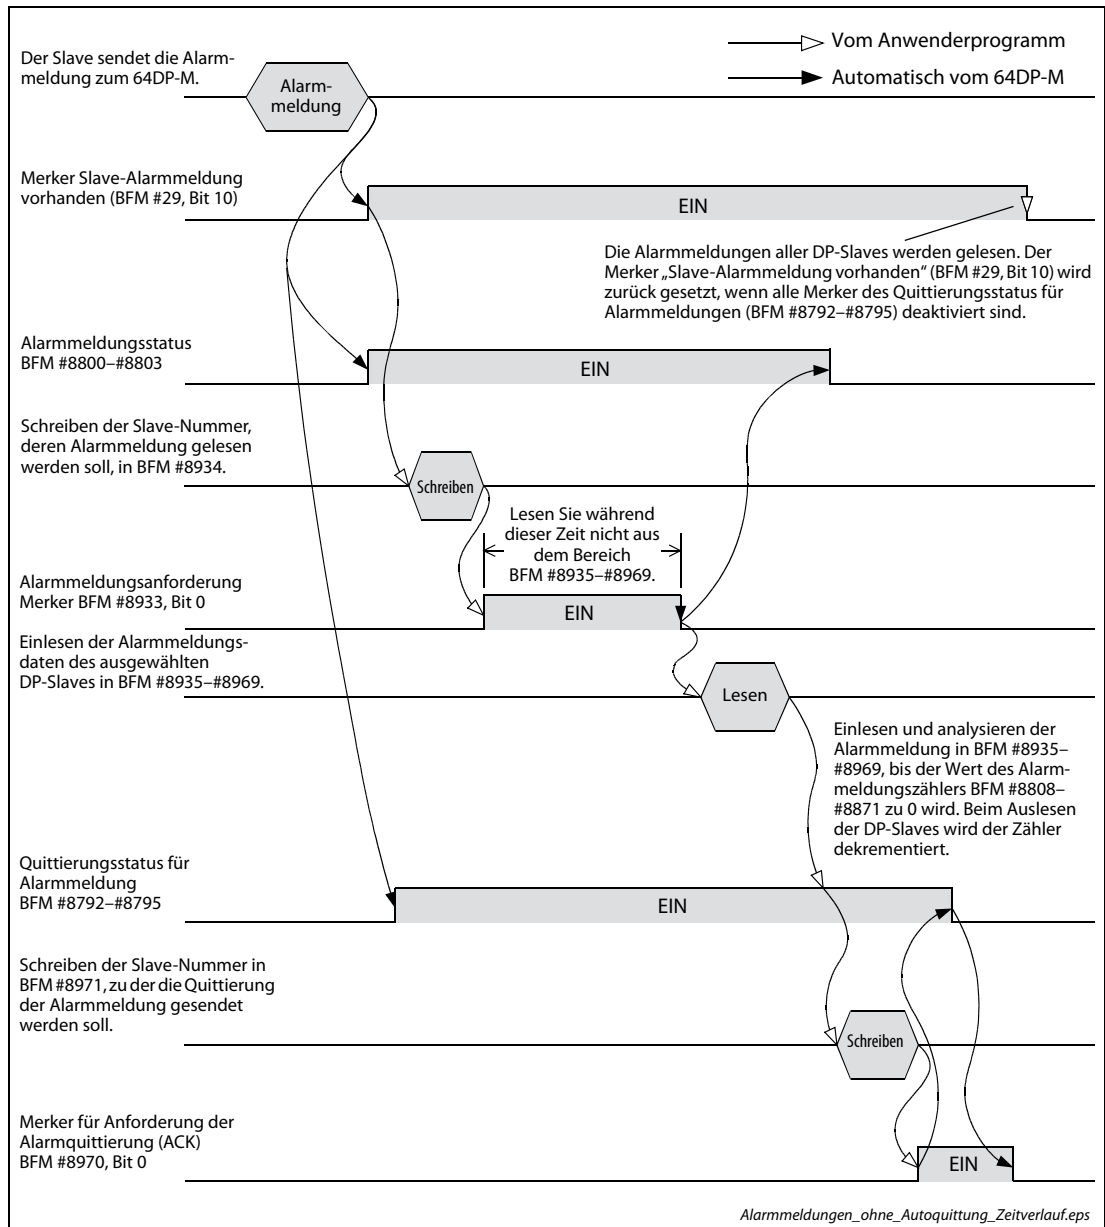 Vom Anwenderprogramm
Automatisch vom 64DP-M
Der Slave sendet die Alarm-
meldung zum 64DP-M.
Alarm-
meldung
Merker Slave-Alarmmeldung
vorhanden (BFM #29, Bit 10)
EIN
Die Alarmmeldungen aller DP-Slaves werden gelesen. Der
Merker „Slave-Alarmmeldung vorhanden“ (BFM #29, Bit 10) wird
zurück gesetzt, wenn alle Merker des Quittierungsstatus für
Alarmmeldungen (BFM #8792–#8795) deaktiviert sind.
Alarmmeldungsstatus
BFM #8800–#8803
EIN
Schreiben der Slave-Nummer,
deren Alarmmeldung gelesen
werden soll, in BFM #8934.
Schreiben
Lesen Sie während
dieser Zeit nicht aus
dem Bereich
BFM #8935–#8969.
Alarmmeldungsanforderung
Merker BFM #8933, Bit 0
EIN
Einlesen der Alarmmeldungs-
daten des ausgewählten
DP-Slaves in BFM #8935–#8969.
Lesen
Einlesen und analysieren der
Alarmmeldung in BFM #8935–
#8969, bis der Wert des Alarm-
meldungszählers BFM #8808–
#8871 zu 0 wird. Beim Auslesen
der DP-Slaves wird der Zähler
dekrementiert.
Quittierungsstatus für
Alarmmeldung
BFM #8792–#8795
EIN
Schreiben der Slave-Nummer in
BFM #8971, zu der die Quittierung
der Alarmmeldung gesendet
werden soll.
Schreiben
Merker für Anforderung der
Alarmquittierung (ACK)
BFM #8970, Bit 0
EIN
Alarmmeldungen_ohne_Autoquittung_Zeitverlauf.eps